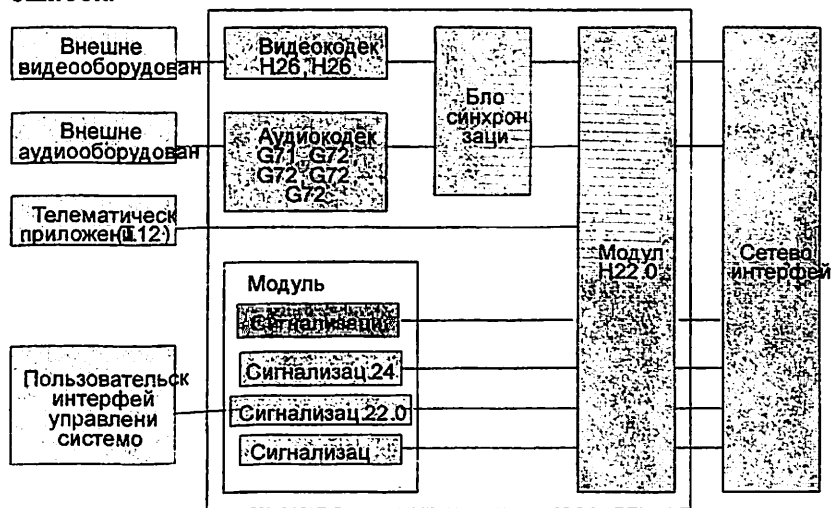 Внешне
видеооборудован
Видеокодек
H26, H26
Бло
синхрон
заци
Внешне
аудиооборудован
Аудиокодек
G71 G72
G72 G72
G72
Телематическ
приложен(т.12)
Модул
H22.0
Сетево
интерфей
Модуль
Сигнализаци
Сигнализац.24
Сигнализац.22.0
Сигнализац
Пользовательск
интерфей
управлени
системо